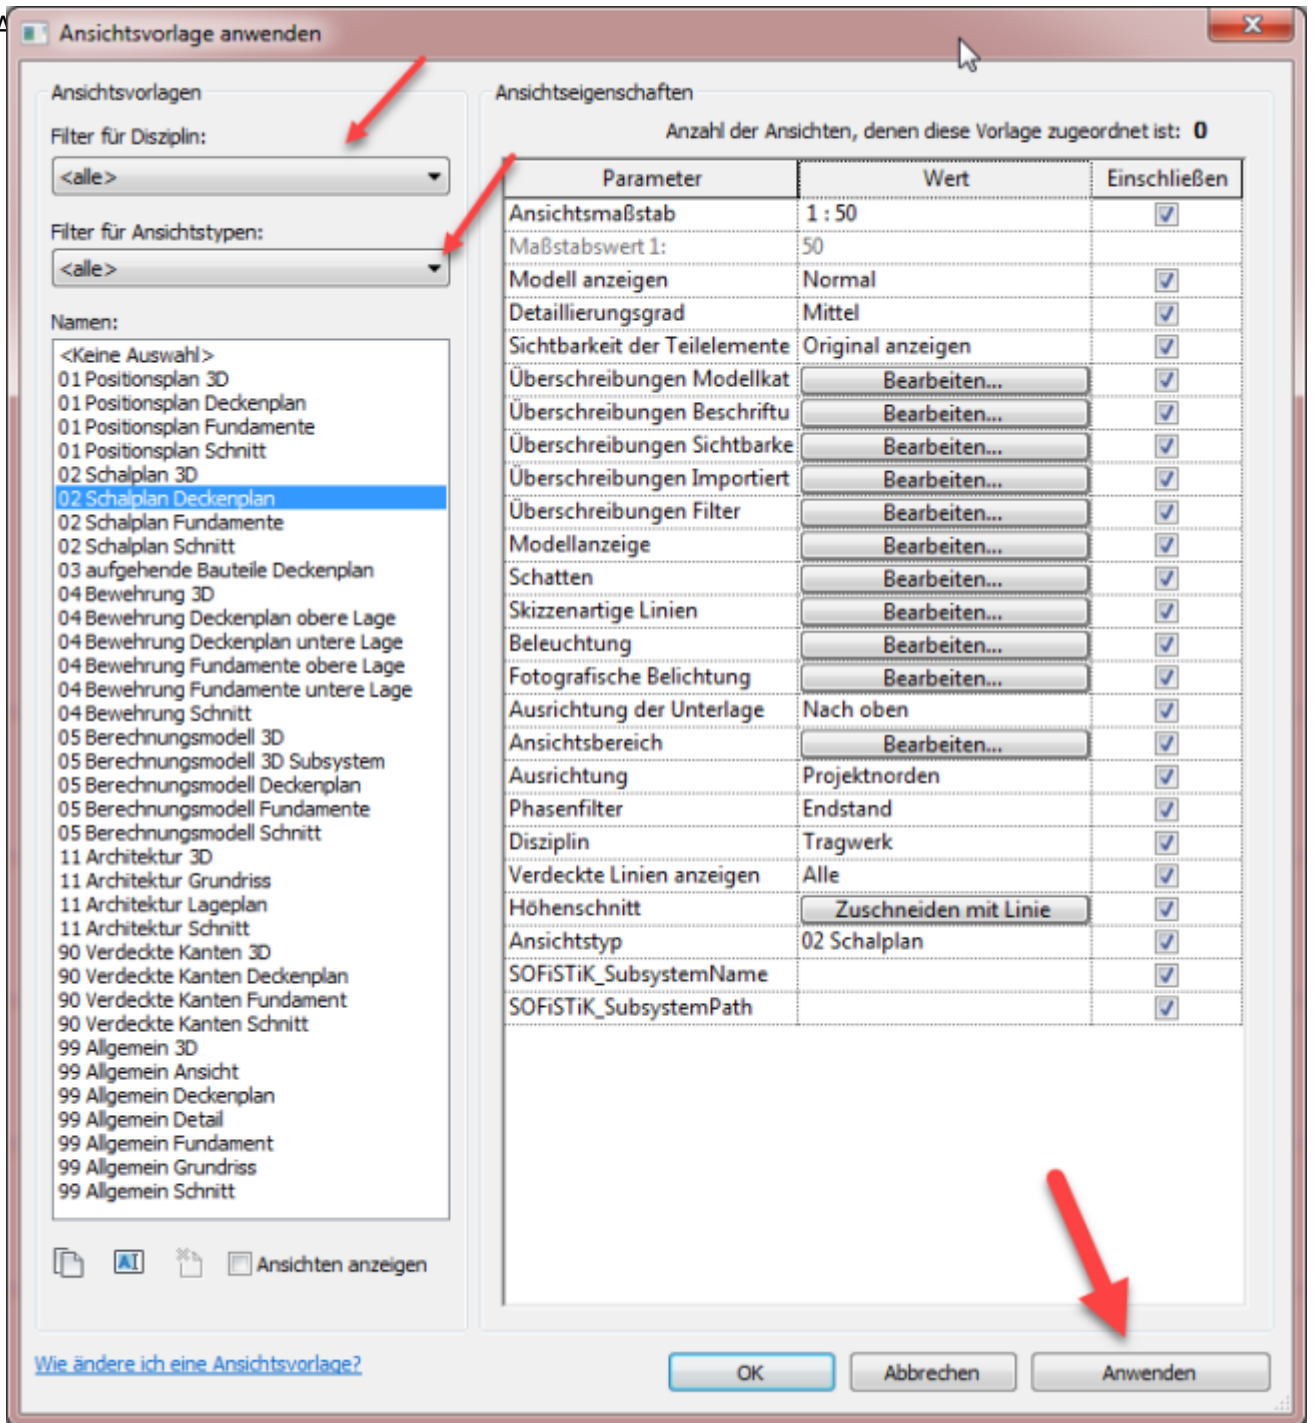 A
Ansichtsvorlage anwenden
Ansichtsvorlagen
Filter für Disziplin:
<alle>
Filter für Ansichtstypen:
<alle>
Namen:
<Keine Auswahl>
01 Positionsplan 3D
01 Positionsplan Deckenplan
01 Positionsplan Fundamente
01 Positionsplan Schnitt
02 Schalplan 3D
02 Schalplan Deckenplan
02 Schalplan Fundamente
02 Schalplan Schnitt
03 aufgehende Bauteile Deckenplan
04 Bewehrung 3D
04 Bewehrung Deckenplan obere Lage
04 Bewehrung Deckenplan untere Lage
04 Bewehrung Fundamente obere Lage
04 Bewehrung Fundamente untere Lage
04 Bewehrung Schnitt
05 Berechnungsmodell 3D
05 Berechnungsmodell 3D Subsystem
05 Berechnungsmodell Deckenplan
05 Berechnungsmodell Fundamente
05 Berechnungsmodell Schnitt
11 Architektur 3D
11 Architektur Grundriss
11 Architektur Lageplan
11 Architektur Schnitt
90 Verdeckte Kanten 3D
90 Verdeckte Kanten Deckenplan
90 Verdeckte Kanten Fundament
90 Verdeckte Kanten Schnitt
99 Allgemein 3D
99 Allgemein Ansicht
99 Allgemein Deckenplan
99 Allgemein Detail
99 Allgemein Fundament
99 Allgemein Grundriss
99 Allgemein Schnitt
AI
Ansichten anzeigen
Ansichtseigenschaften
Anzahl der Ansichten, denen diese Vorlage zugeordnet ist: 0
Parameter Wert Einschließen
Ansichtsmaßstab 1 : 50
Maßstabswert 1: 50
Modell anzeigen Normal
Detaillierungsgrad Mittel
Sichtbarkeit der Teilelemente Original anzeigen
Überschreibungen Modellkat Bearbeiten...
Überschreibungen Beschriftu Bearbeiten...
Überschreibungen Sichtbarke Bearbeiten...
Überschreibungen Importiert Bearbeiten...
Überschreibungen Filter Bearbeiten...
Modellanzeige Bearbeiten...
Schatten Bearbeiten...
Skizzenartige Linien Bearbeiten...
Beleuchtung Bearbeiten...
Fotografische Belichtung Bearbeiten...
Ausrichtung der Unterlage Nach oben
Ansichtsbereich Bearbeiten...
Ausrichtung Projektnorden
Phasenfilter Endstand
Disziplin Tragwerk
Verdeckte Linien anzeigen Alle
Höhenschnitt Zuschneiden mit Linie
Ansichtstyp 02 Schalplan
SOFiSTiK_SubsystemName
SOFiSTiK_SubsystemPath
Wie ändere ich eine Ansichtsvorlage?
OK Abbrechen Anwenden